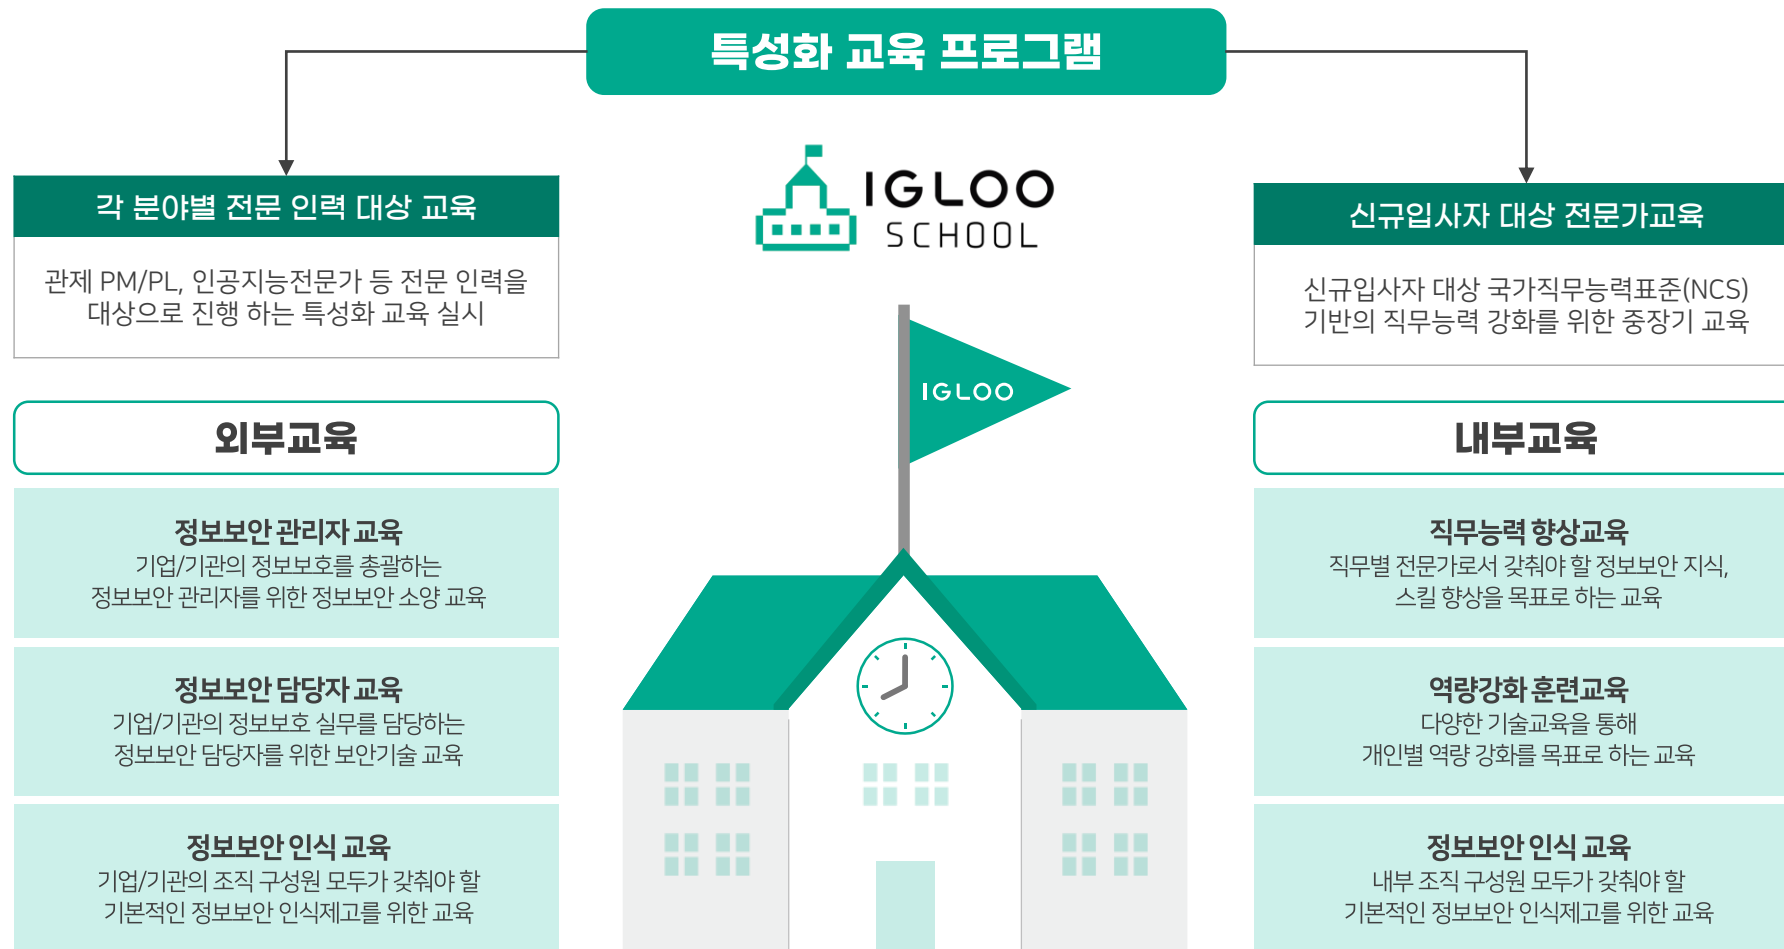 특성화 교육 프로그램
각 분야별 전문 인력 대상 교육
관제 PM/PL, 인공지능전문가 등 전문 인력을
대상으로 진행 하는 특성화 교육 실시
IGLOO
SCHOOL
신규입사자 대상 전문가교육
신규입사자 대상 국가직무능력표준(NCS)
기반의 직무능력 강화를 위한 중장기 교육
IGLOO
외부교육
정보보안 관리자 교육
기업/기관의 정보보호를 총괄하는
정보보안 관리자를 위한 정보보안 소양 교육
정보보안 담당자 교육
기업/기관의 정보보호 실무를 담당하는
정보보안 담당자를 위한 보안기술 교육
정보보안 인식 교육
기업/기관의 조직 구성원 모두가 갖춰야 할
기본적인 정보보안 인식제고를 위한 교육
내부교육
직무능력 향상교육
직무별 전문가로서 갖춰야 할 정보보안 지식,
스킬 향상을 목표로 하는 교육
역량강화 훈련교육
다양한 기술교육을 통해
개인별 역량 강화를 목표로 하는 교육
정보보안 인식 교육
내부 조직 구성원 모두가 갖춰야 할
기본적인 정보보안 인식제고를 위한 교육